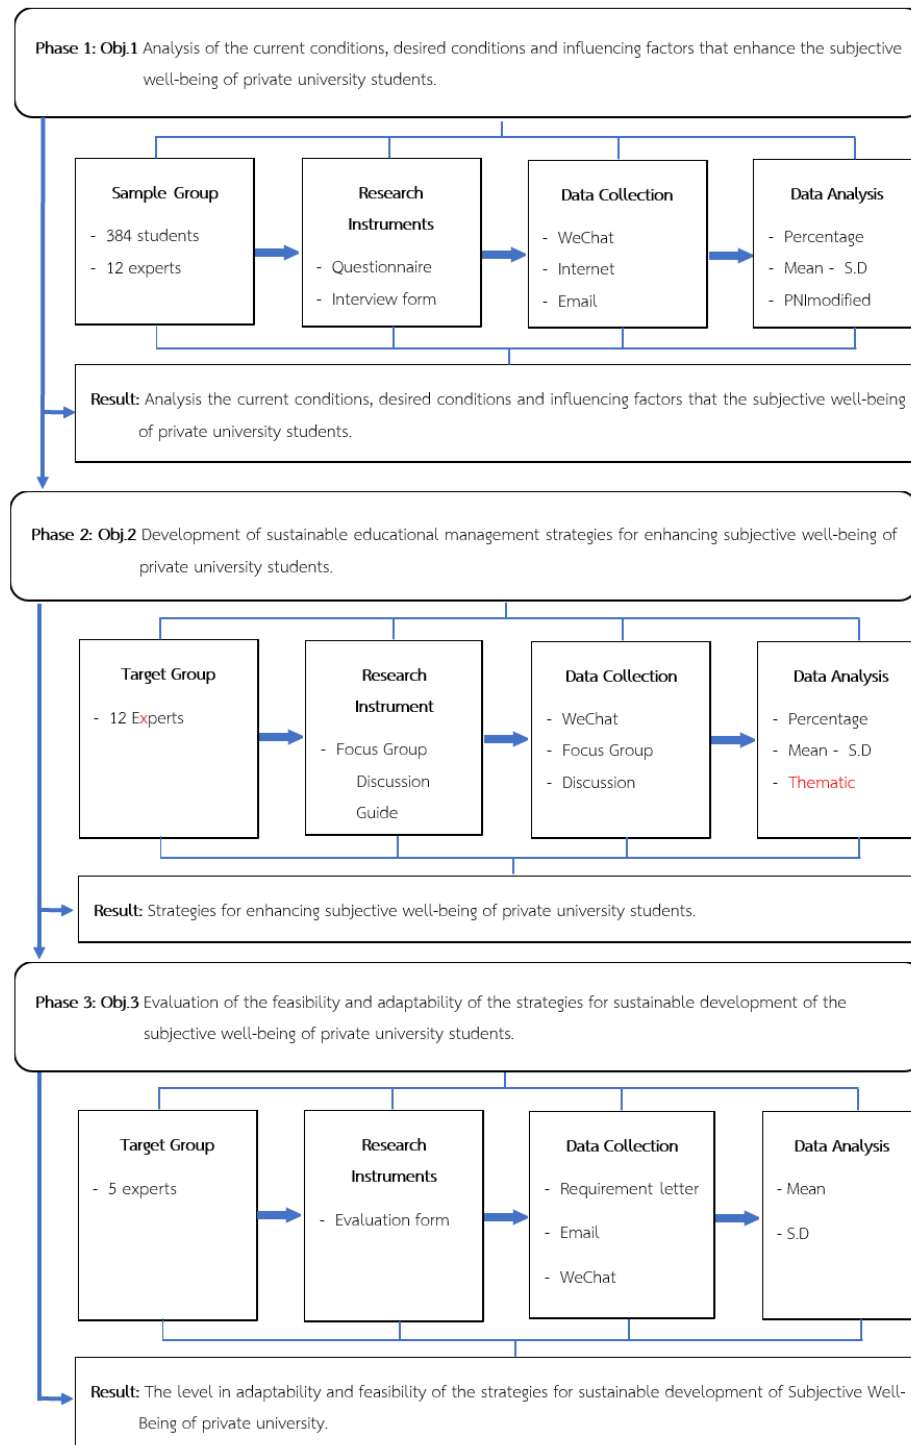 Phase 1: Obj.1 Analysis of the current conditions, desired conditions and influencing factors that enhance the subjective
well-being of private university students.
Sample Group
- 384 students
- 12 experts
Research
Instruments
- Questionnaire
- Interview form
Data Collection
- WeChat
- Internet
- Email
Data Analysis
- Percentage
- Mean - S.D
- PNImodified
Result: Analysis the current conditions, desired conditions and influencing factors that the subjective well-being
of private university students.
Phase 2: Obj.2 Development of sustainable educational management strategies for enhancing subjective well-being of
private university students.
Target Group
- 12 Experts
Research
Instrument
- Focus Group
Discussion
Guide
Data Collection
- WeChat
- Focus Group
- Discussion
Data Analysis
- Percentage
- Mean - S.D
- Thematic
Result: Strategies for enhancing subjective well-being of private university students.
Phase 3: Obj.3 Evaluation of the feasibility and adaptability of the strategies for sustainable development of the
subjective well-being of private university students.
Target Group
- 5 experts
Research
Instruments
- Evaluation form
Data Collection
- Requirement letter
- Email
- WeChat
Data Analysis
- Mean
- S.D
Result: The level in adaptability and feasibility of the strategies for sustainable development of Subjective Well-
Being of private university.